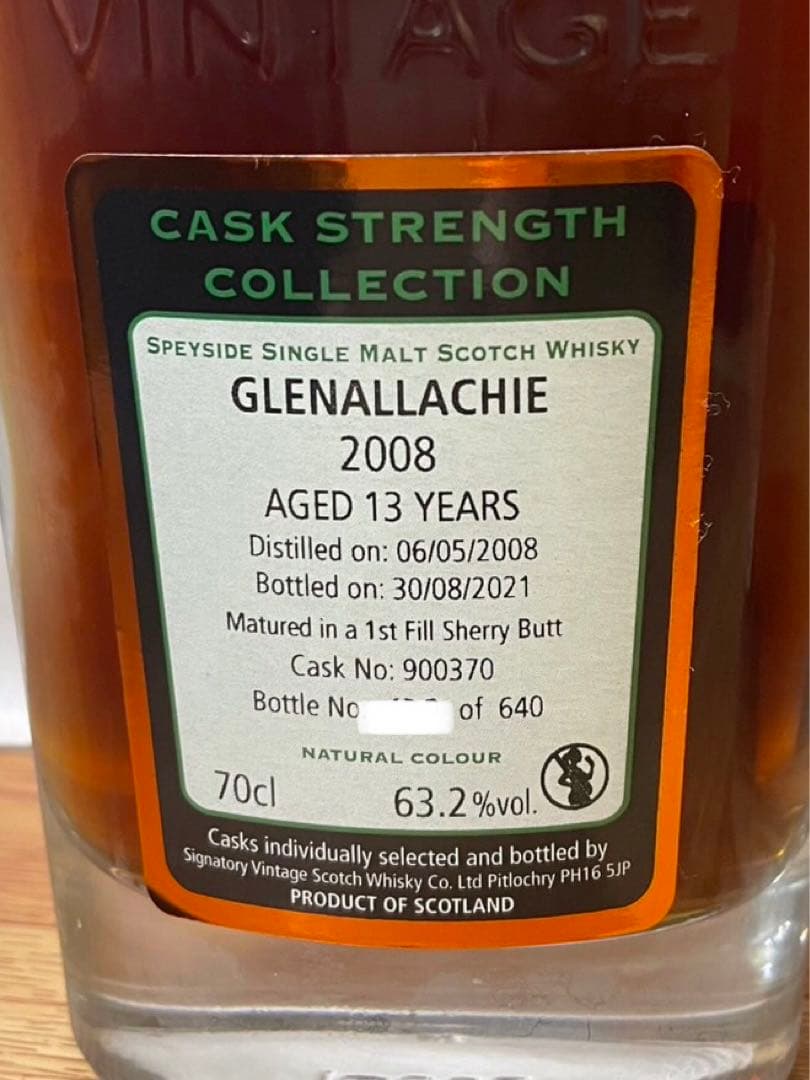 VINTAGE
CASK STRENGTH
COLLECTION
SPEYSIDE SINGLE MALT SCOTCH WHISKY
GLENALLACHIE
2008
AGED 13 YEARS
Distilled on: 06/05/2008
Bottled on: 30/08/2021
Matured in a 1st Fill Sherry Butt
Cask No: 900370
Bottle No of 640
NATURAL COLOUR
70cl 63.2%vol.
Casks individually selected and bottled by
Signatory Vintage Scotch Whisky Co. Ltd Pitlochry PH16 5JP
PRODUCT OF SCOTLAND